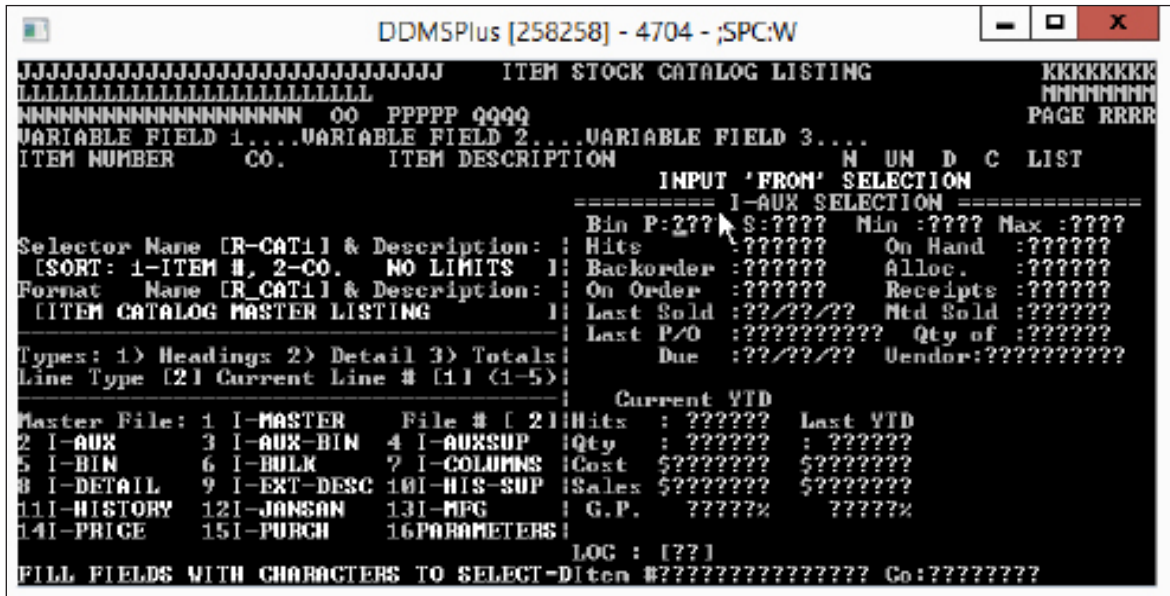 DDMSPlus [258258] - 4704 - ;SPC:W
JJJJJJJJJJJJJJJJJJJJJJJJJJJJJJ ITEM STOCK CATALOG LISTING KKKKKKKK
LLLLLLLLLLLLLLLLLLLLLLLLL MMMMMMMM
NNNNNNNNNNNNNNNNNNNN OO PPPPP QQQQ PAGE RRRR
VARIABLE FIELD 1....VARIABLE FIELD 2....VARIABLE FIELD 3....
ITEM NUMBER CO. ITEM DESCRIPTION N UN D C LIST
INPUT 'FROM' SELECTION
========== I-AUX SELECTION =============
Bin P:???? S:???? Min :???? Max :????
Selector Name [R-CAT1] & Description: | Hits :?????? On Hand :??????
[SORT: 1-ITEM #, 2-CO. NO LIMITS ]| Backorder :?????? Alloc. :??????
Format Name [R_CAT1] & Description: | On Order :?????? Receipts :??????
[ITEM CATALOG MASTER LISTING ]| Last Sold :??/??/?? Mtd Sold :??????
--------------------------------------| Last P/O :?????????? Qty of :??????
Types: 1) Headings 2) Detail 3) Totals| Due :??/??/?? Vendor:??????????
Line Type [2] Current Line # [1] (1-5)|
--------------------------------------| Current YTD
Master File: 1 I-MASTER File # [ 2]|Hits : ?????? Last YTD
2 I-AUX 3 I-AUX-BIN 4 I-AUXSUP |Qty : ?????? : ??????
5 I-BIN 6 I-BULK 7 I-COLUMNS |Cost $???????? $????????
8 I-DETAIL 9 I-EXT-DESC 10I-HIS-SUP |Sales $???????? $????????
11I-HISTORY 12I-JANSAN 13I-MFG | G.P. ?????% ?????%
14I-PRICE 15I-PURCH 16PARAMETERS|
LOC : [??]
FILL FIELDS WITH CHARACTERS TO SELECT-DItem #??????????????? Co:????????